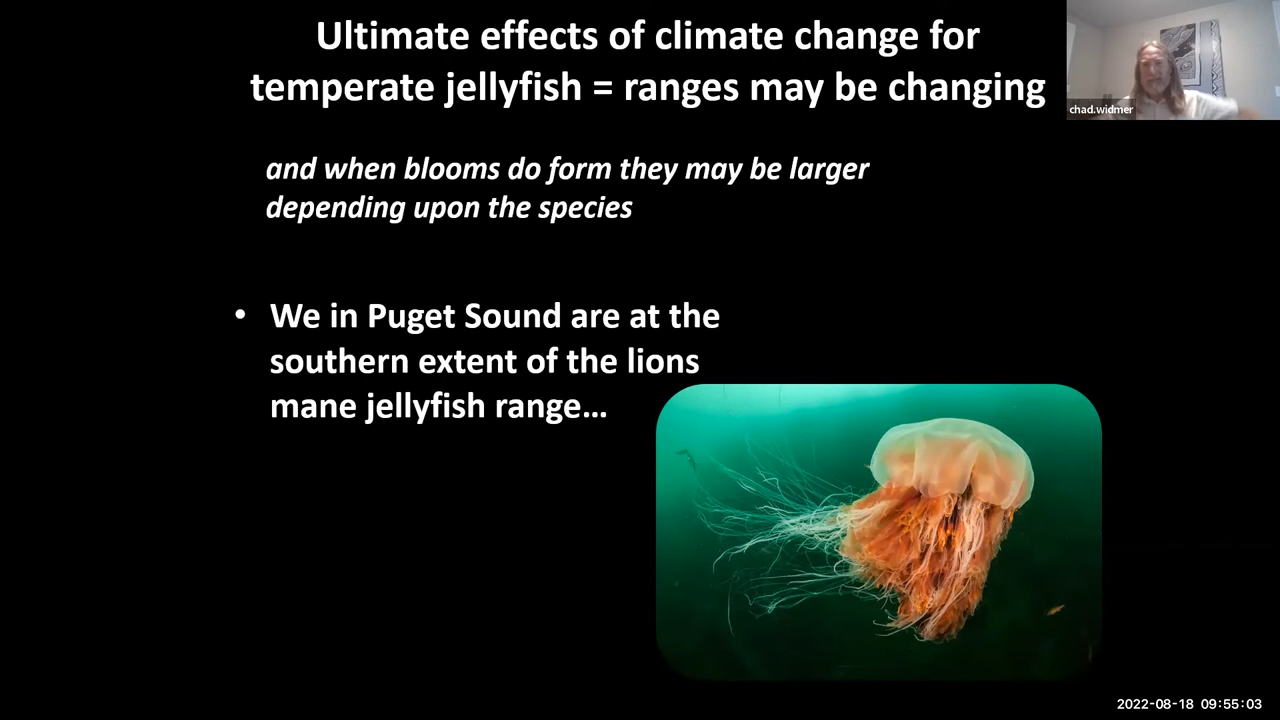 Ultimate effects of climate change for
temperate jellyfish = ranges may be changing
chad.widmer
and when blooms do form they may be larger
depending upon the species
• We in Puget Sound are at the
southern extent of the lions
mane jellyfish range...
2022-08-18 09:55:03